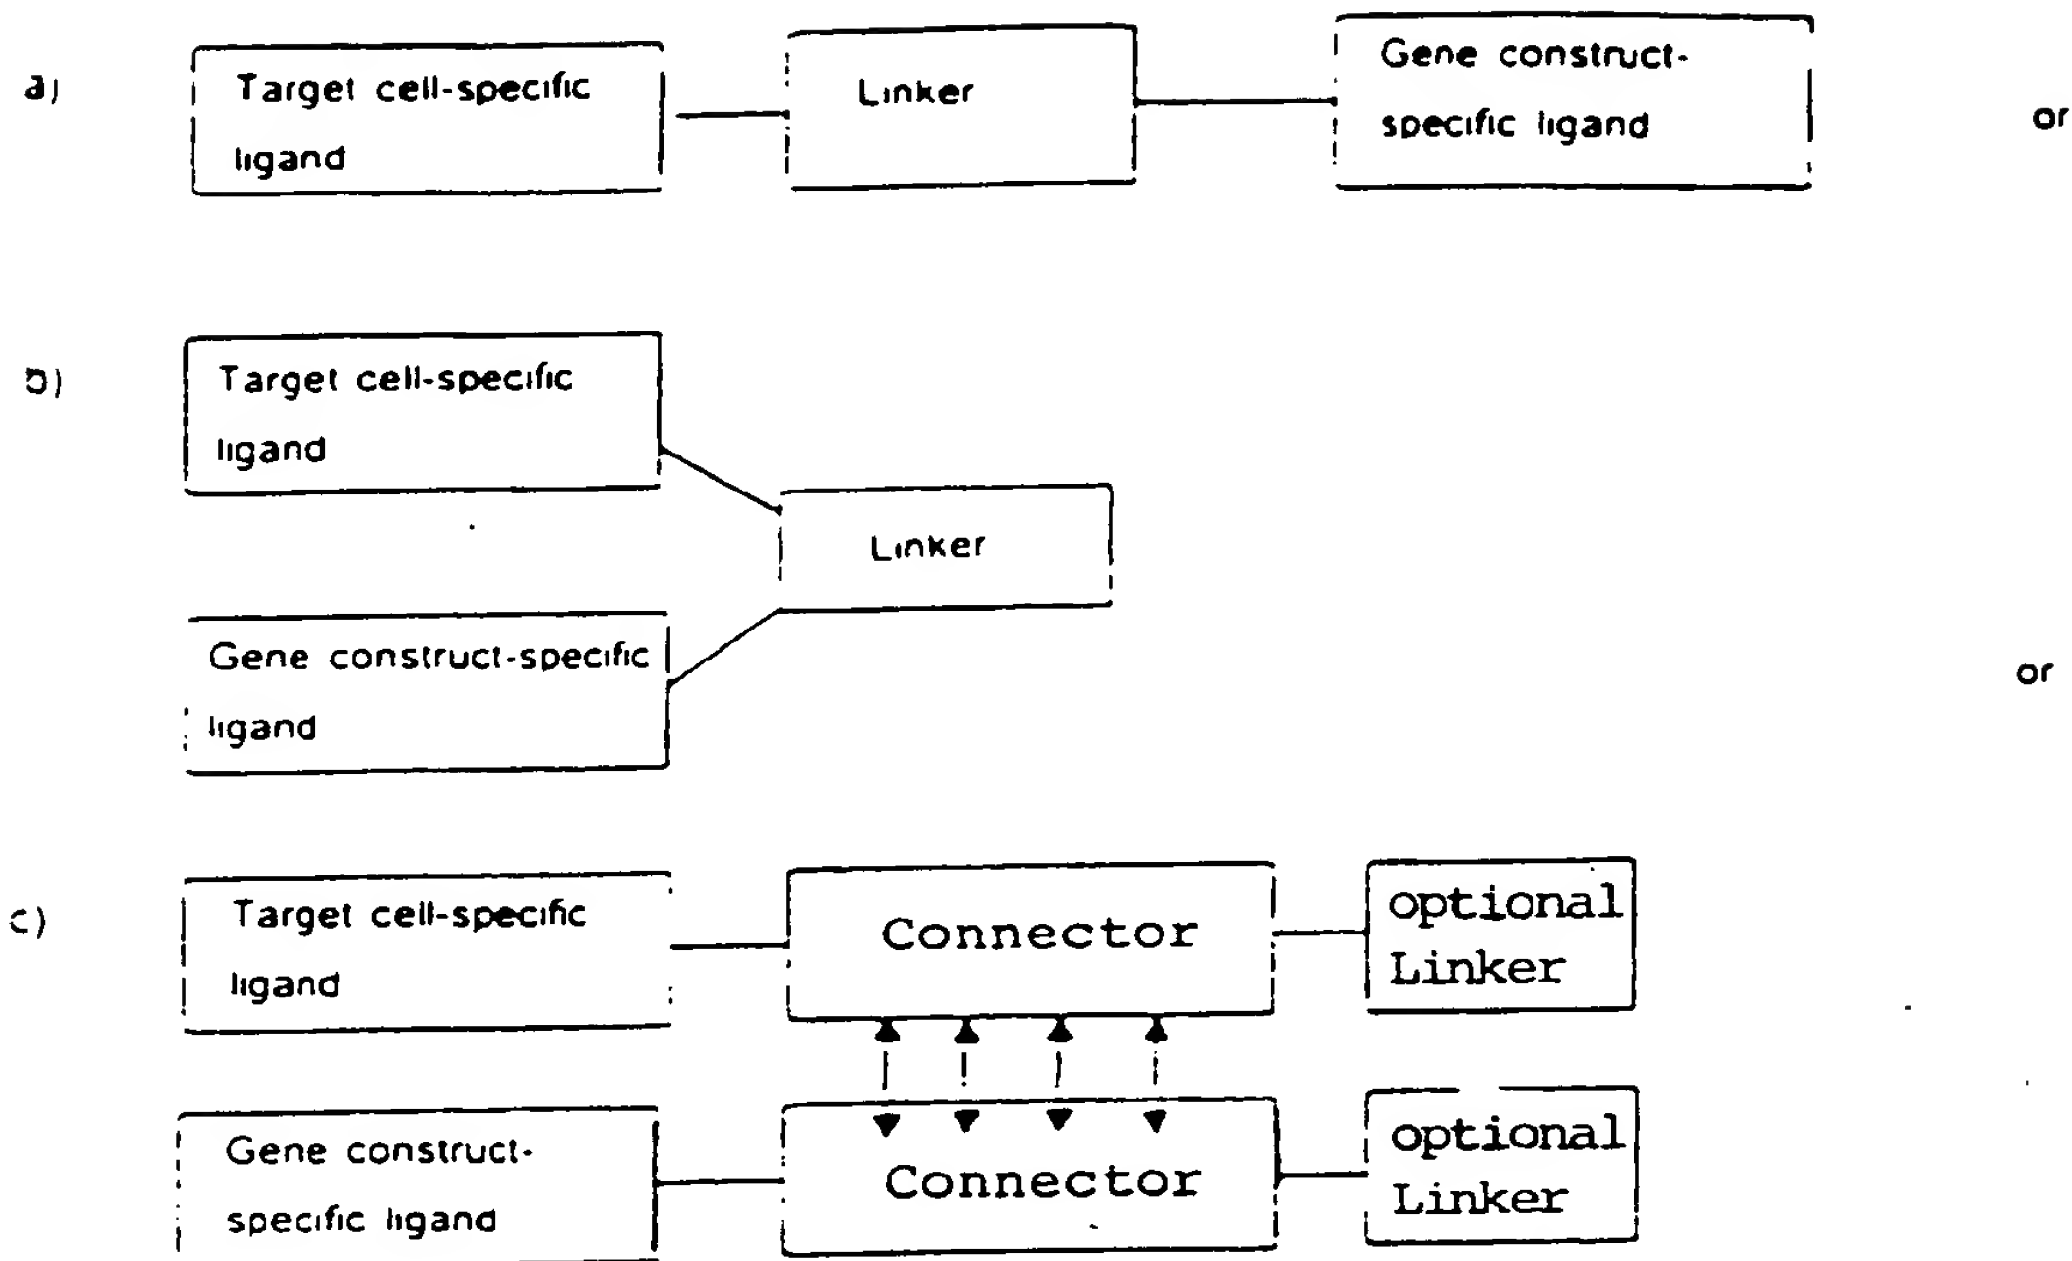 a)
Target cell-specific
ligand
Linker
Gene construct-
specific ligand
or
b)
Target cell-specific
ligand
Linker
Gene construct-specific
ligand
or
c)
Target cell-specific
ligand
Connector
optional
Linker
Gene construct-
specific ligand
Connector
optional
Linker